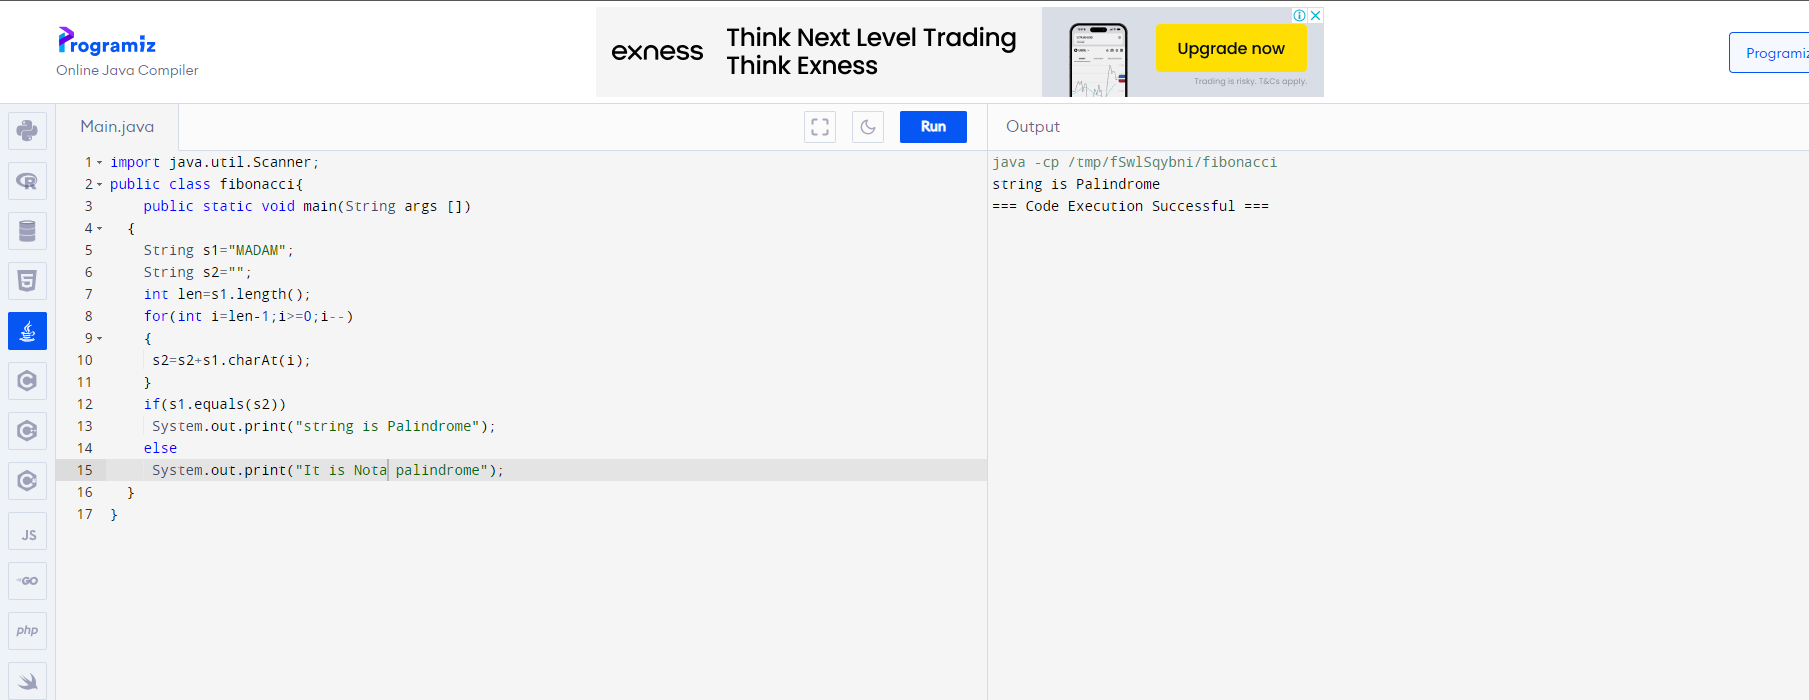 Programiz
Online Java Compiler
exness
Think Next Level Trading
Think Exness
Upgrade now
Trading is risky. T&Cs apply.
Programiz
Main.java
Run
Output
1 import java.util.Scanner;
2 public class fibonacci{
3 public static void main(String args [])
4 {
5 String s1="MADAM";
6 String s2="";
7 int len=s1.length();
8 for(int i=len-1;i>=0;i--)
9 {
10 s2=s2+s1.charAt(i);
11 }
12 if(s1.equals(s2))
13 System.out.print("string is Palindrome");
14 else
15 System.out.print("It is Nota palindrome");
16 }
17 }
java -cp /tmp/fSwlSqybni/fibonacci
string is Palindrome
=== Code Execution Successful ===
R
C
C
C
JS
GO
php